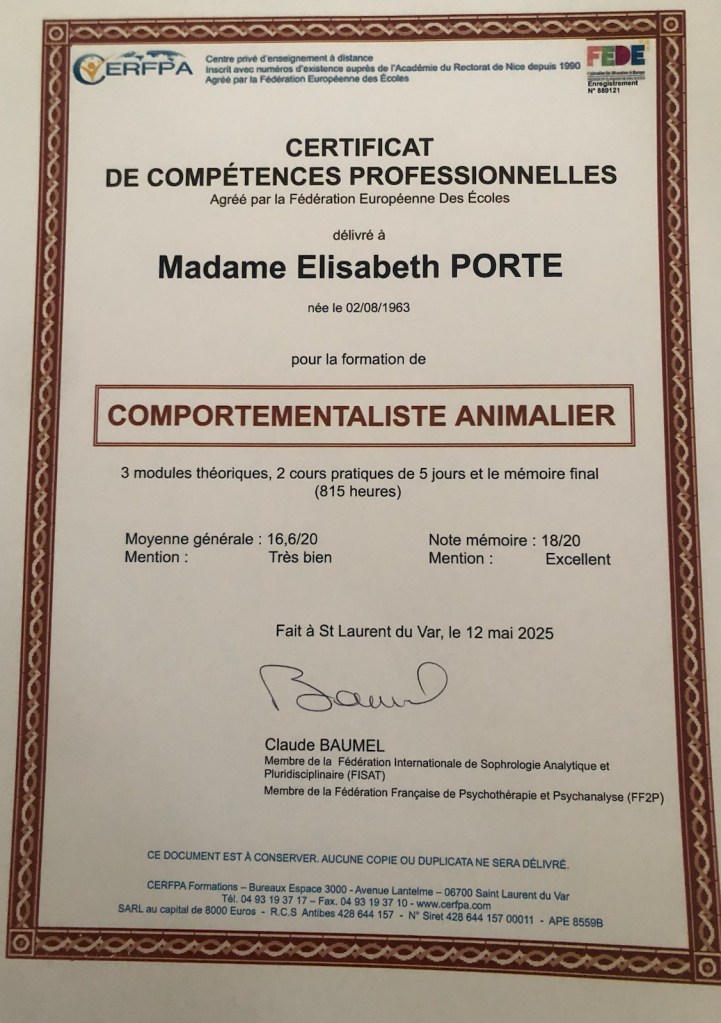 CERFPA
Centre privé d'enseignement à distance
Inscrit avec numéros d'existence auprès de l'Académie du Rectorat de Nice depuis 1990
Agréé par la Fédération Européenne des Écoles
FEDE
Enregistrement
N° 889121
CERTIFICAT
DE COMPÉTENCES PROFESSIONNELLES
Agréé par la Fédération Européenne Des Écoles
délivré à
Madame Elisabeth PORTE
née le 02/08/1963
pour la formation de
COMPORTEMENTALISTE ANIMALIER
3 modules théoriques, 2 cours pratiques de 5 jours et le mémoire final
(815 heures)
Moyenne générale : 16,6/20
Mention : Très bien
Note mémoire : 18/20
Mention : Excellent
Fait à St Laurent du Var, le 12 mai 2025
Claude BAUMEL
Membre de la Fédération Internationale de Sophrologie Analytique et
Pluridisciplinaire (FISAT)
Membre de la Fédération Française de Psychothérapie et Psychanalyse (FF2P)
CE DOCUMENT EST À CONSERVER. AUCUNE COPIE OU DUPLICATA NE SERA DÉLIVRÉ.
CERFPA Formations – Bureaux Espace 3000 - Avenue Lantelme – 06700 Saint Laurent du Var
Tél. 04 93 19 37 17 – Fax. 04 93 19 37 10 - www.cerfpa.com
SARL au capital de 8000 Euros - R.C.S Antibes 428 644 157 - N° Siret 428 644 157 00011 - APE 8559B